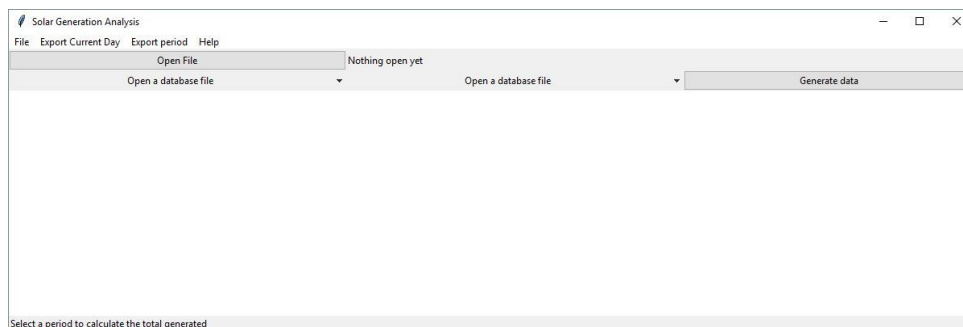 Solar Generation Analysis
File Export Current Day Export period Help
Open File Nothing open yet
Open a database file Open a database file Generate data
Select a period to calculate the total generated